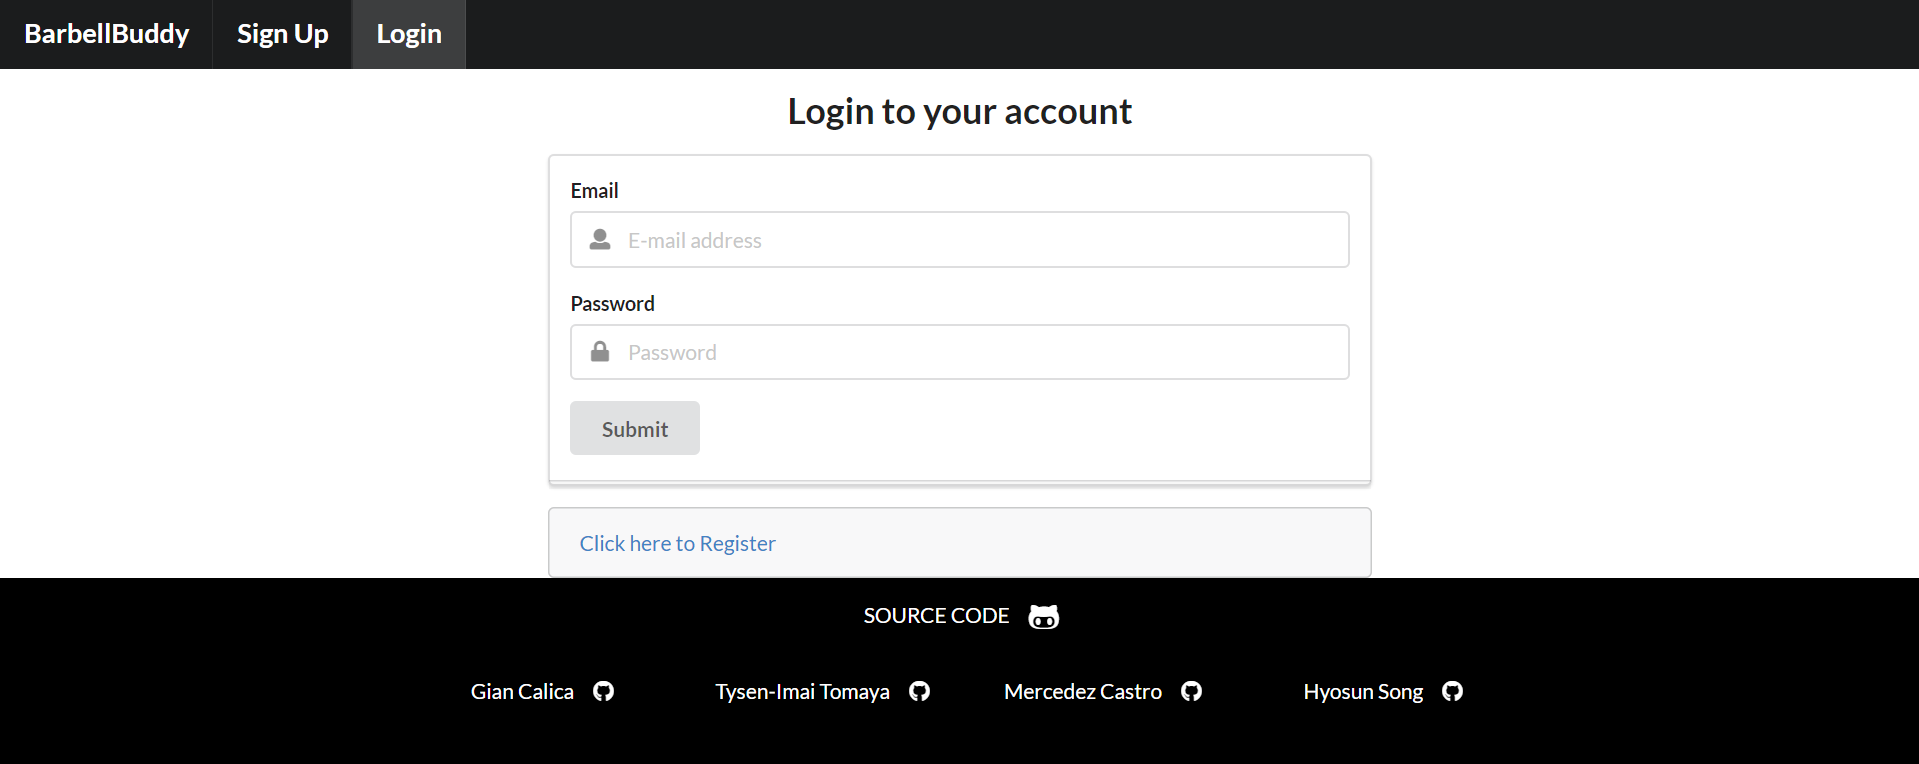 BarbellBuddy Sign Up Login
Login to your account
Email
E-mail address
Password
Password
Submit
Click here to Register
SOURCE CODE
Gian Calica Tysen-Imai Tomaya Mercedez Castro Hyosun Song